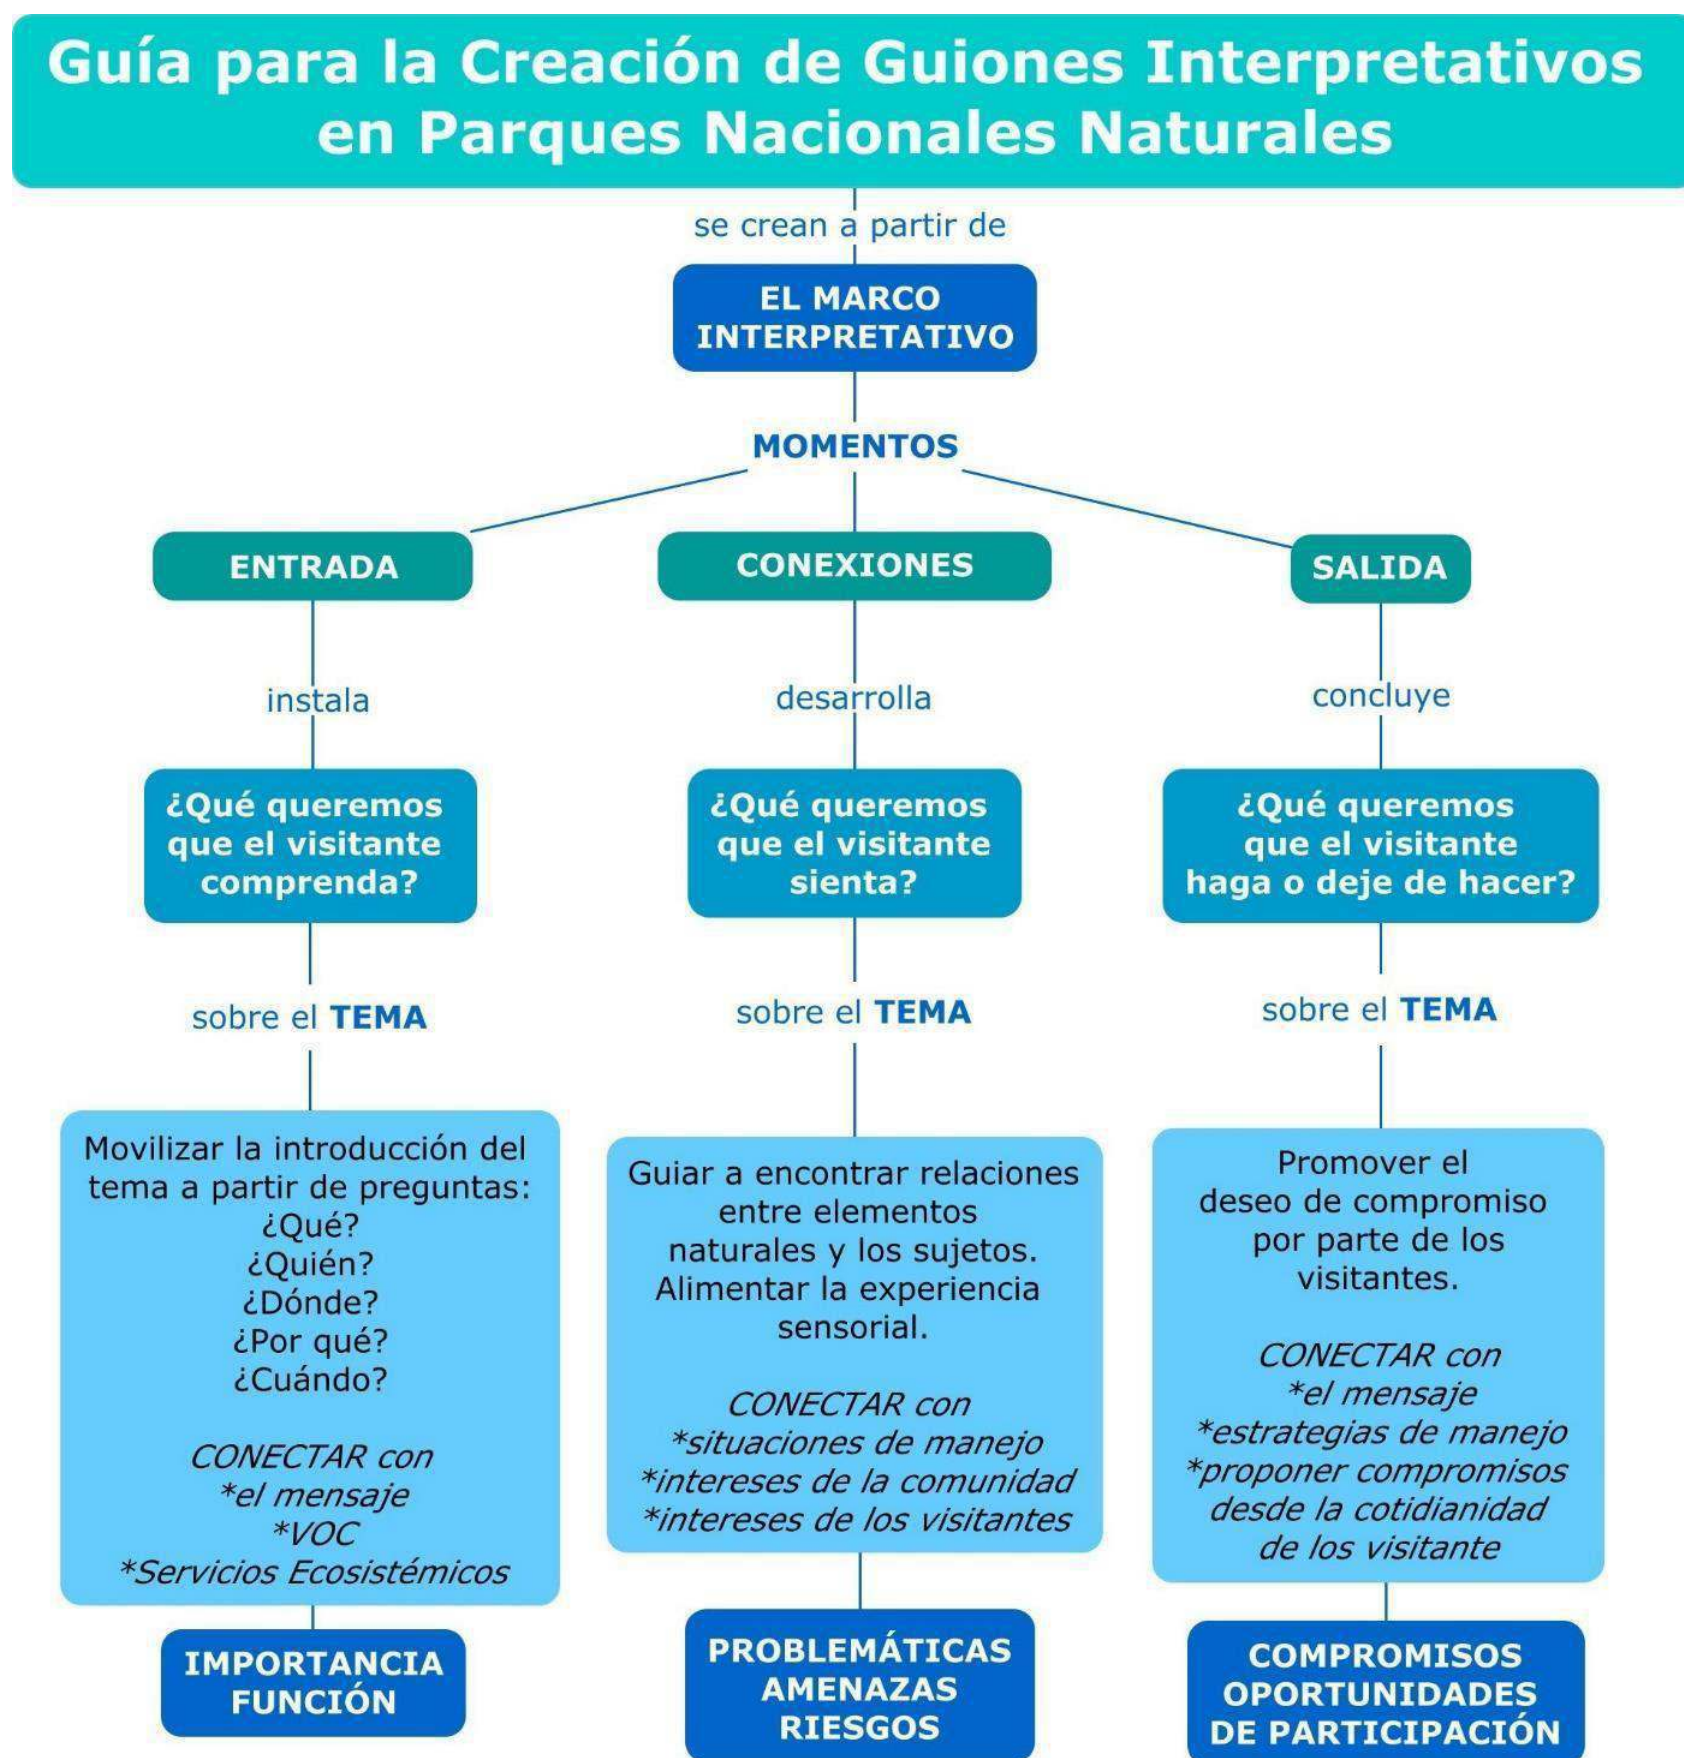 Guía para la Creación de Guiones Interpretativos
en Parques Nacionales Naturales
se crean a partir de
EL MARCO
INTERPRETATIVO
MOMENTOS
ENTRADA
instala
¿Qué queremos
que el visitante
comprenda?
sobre el TEMA
Movilizar la introducción del
tema a partir de preguntas:
¿Qué?
¿Quién?
¿Dónde?
¿Por qué?
¿Cuándo?
CONECTAR con
*el mensaje
*VOC
*Servicios Ecosistémicos
IMPORTANCIA
FUNCIÓN
CONEXIONES
desarrolla
¿Qué queremos
que el visitante
sienta?
sobre el TEMA
Guiar a encontrar relaciones
entre elementos
naturales y los sujetos.
Alimentar la experiencia
sensorial.
CONECTAR con
*situaciones de manejo
*intereses de la comunidad
*intereses de los visitantes
PROBLEMÁTICAS
AMENAZAS
RIESGOS
SALIDA
concluye
¿Qué queremos
que el visitante
haga o deje de hacer?
sobre el TEMA
Promover el
deseo de compromiso
por parte de los
visitantes.
CONECTAR con
*el mensaje
*estrategias de manejo
*proponer compromisos
desde la cotidianidad
de los visitante
COMPROMISOS
OPORTUNIDADES
DE PARTICIPACIÓN